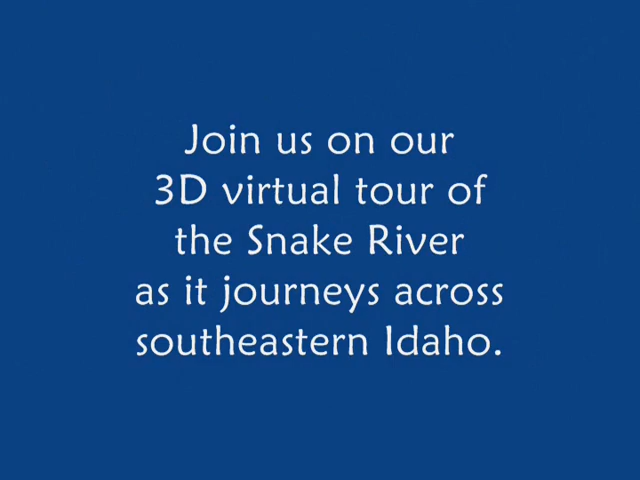 Join us on our
3D virtual tour of
the Snake River
as it journeys across
southeastern Idaho.